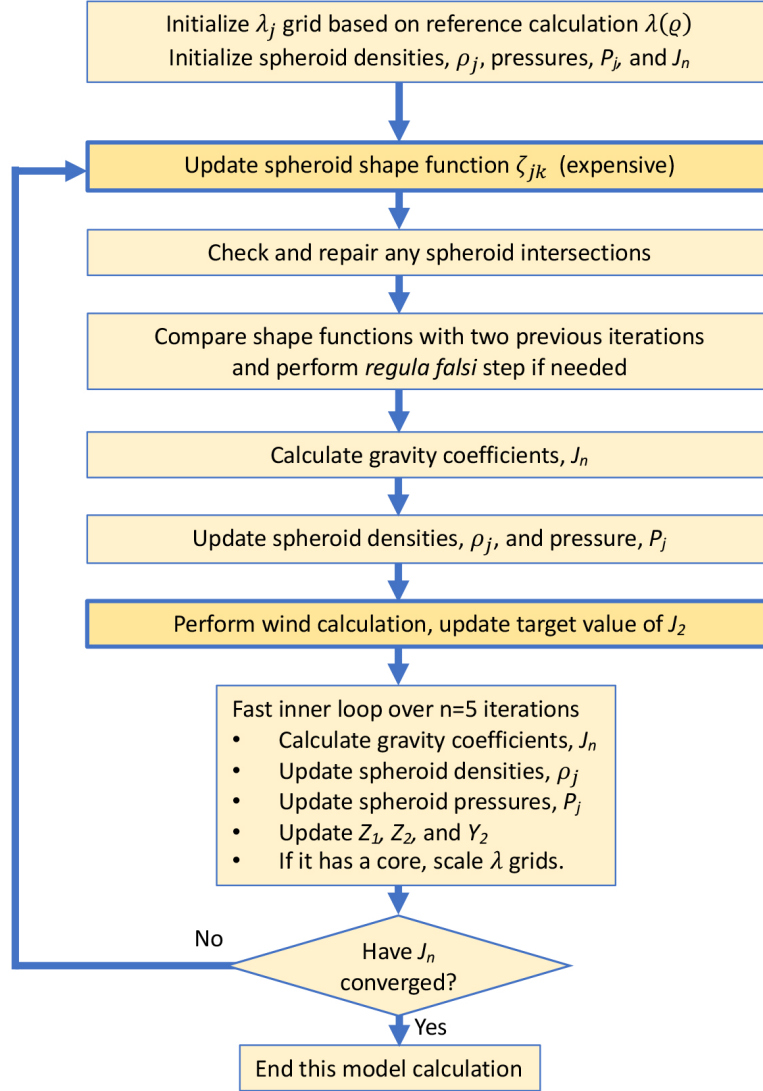 Initialize λⱼ grid based on reference calculation λ(ϱ)
Initialize spheroid densities, ρⱼ, pressures, Pⱼ, and Jₙ
Update spheroid shape function ζⱼₖ (expensive)
Check and repair any spheroid intersections
Compare shape functions with two previous iterations
and perform regula falsi step if needed
Calculate gravity coefficients, Jₙ
Update spheroid densities, ρⱼ, and pressure, Pⱼ
Perform wind calculation, update target value of J₂
Fast inner loop over n=5 iterations
• Calculate gravity coefficients, Jₙ
• Update spheroid densities, ρⱼ
• Update spheroid pressures, Pⱼ
• Update Z₁, Z₂, and Y₂
• If it has a core, scale λ grids.
No
Have Jₙ
converged?
Yes
End this model calculation